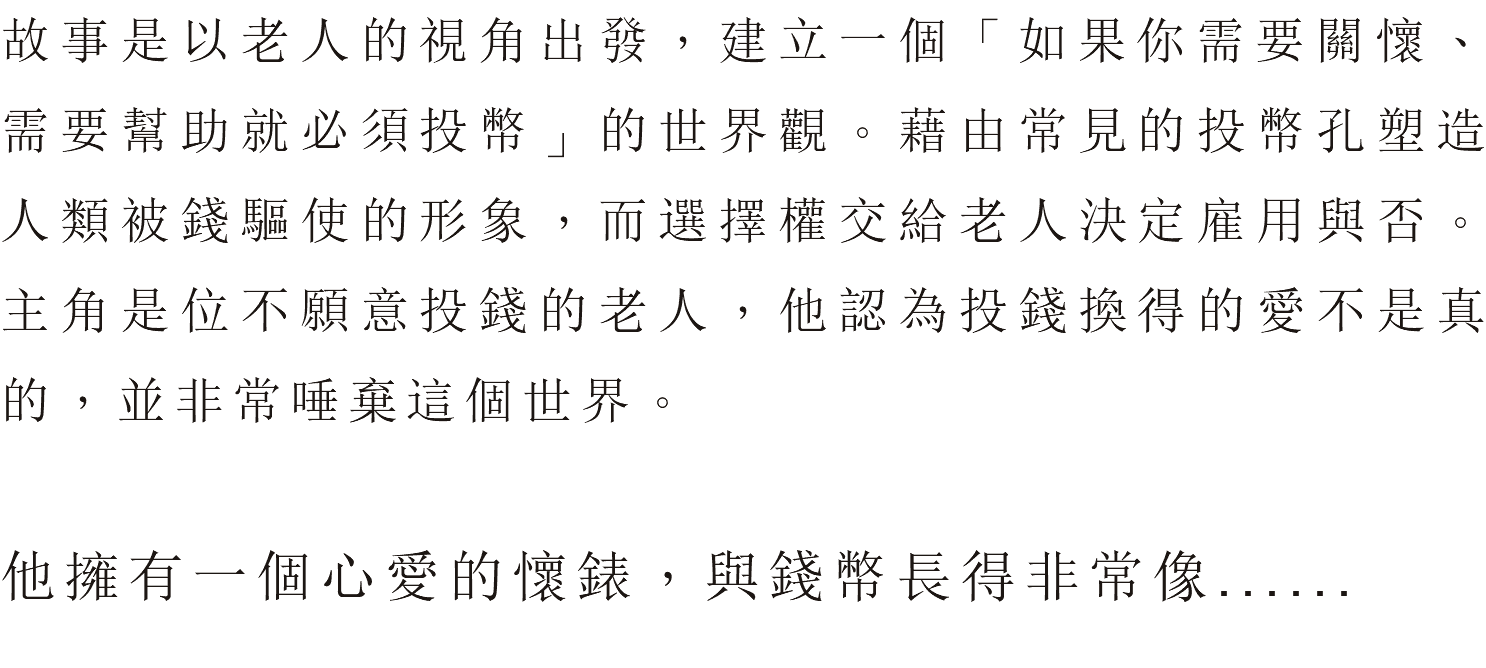 故事是以老人的視角出發，建立一個「如果你需要關懷、
需要幫助就必須投幣」的世界觀。藉由常見的投幣孔塑造
人類被錢驅使的形象，而選擇權交給老人決定雇用與否。
主角是位不願意投錢的老人，他認為投錢換得的愛不是真
的，並非常唾棄這個世界。
他擁有一個心愛的懷錶，與錢幣長得非常像......